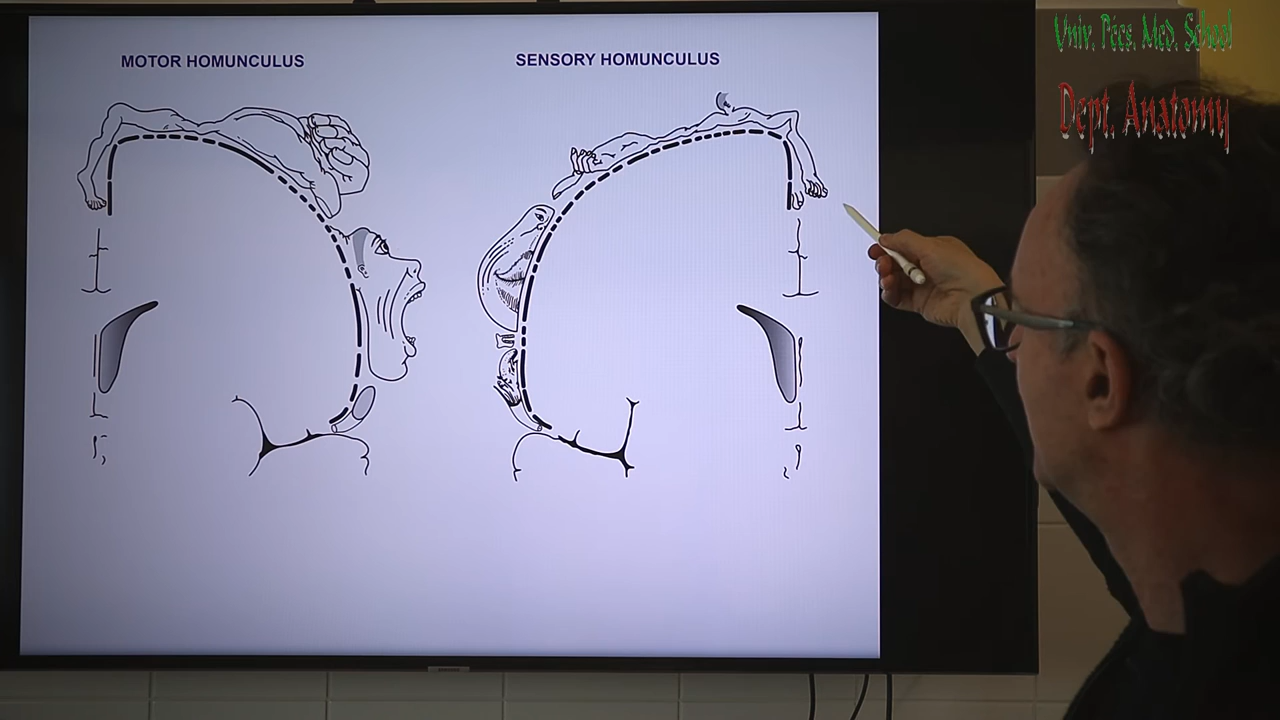 MOTOR HOMUNCULUS
SENSORY HOMUNCULUS
Univ. Pécs. Med. School
Dept. Anatomy